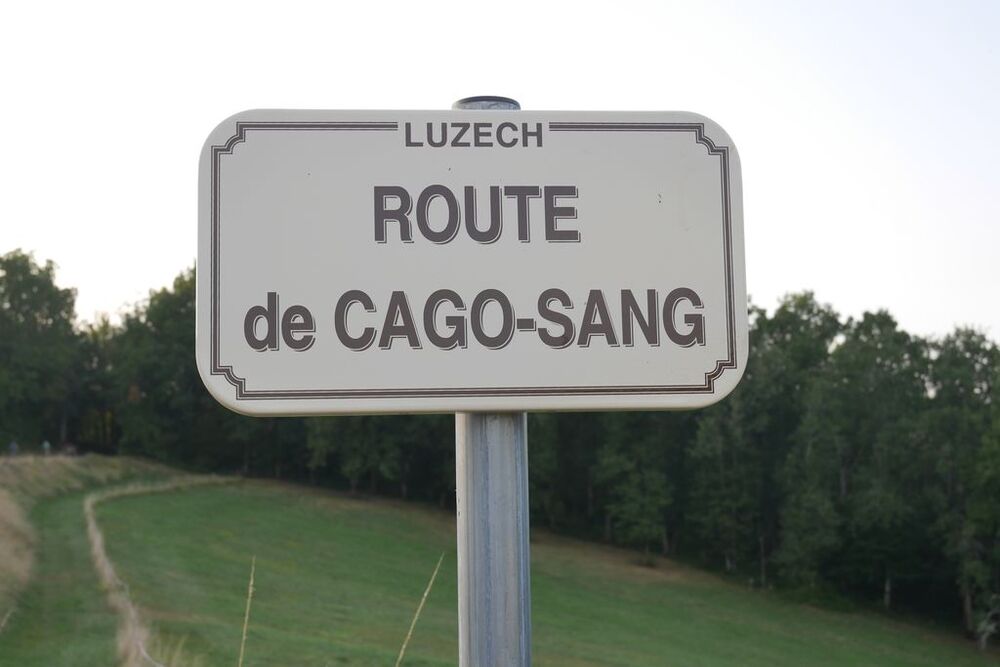 LUZECH
ROUTE
de CAGO-SANG